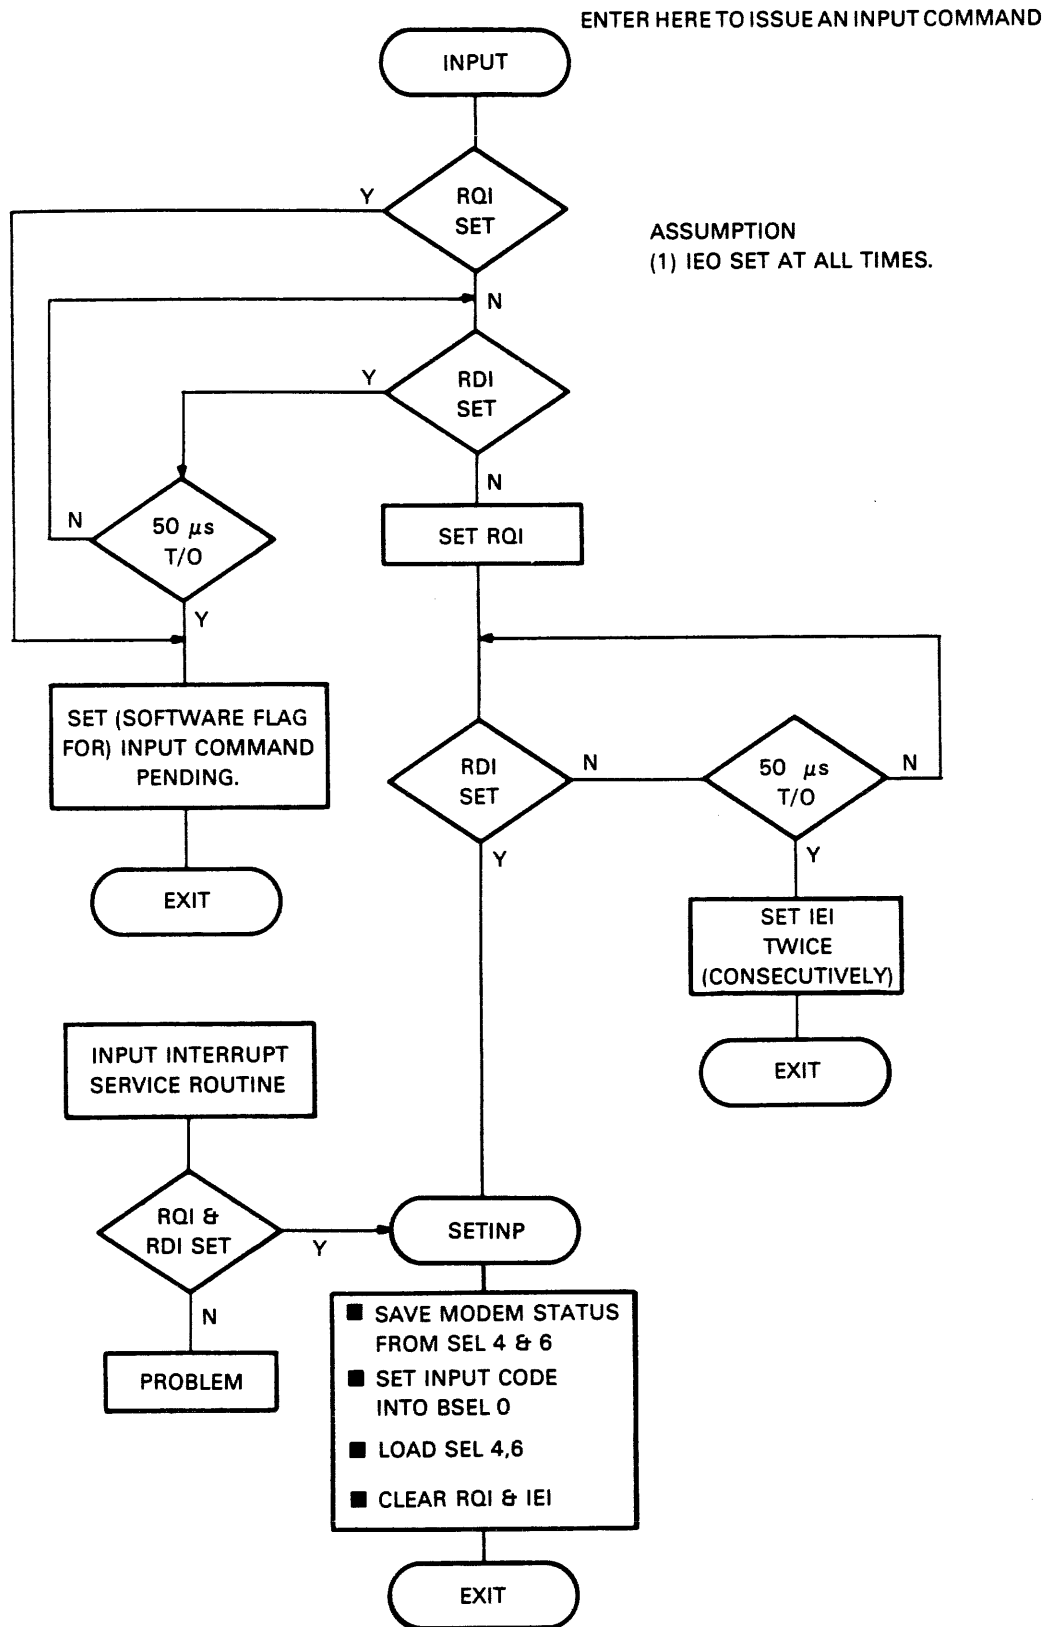 ENTER HERE TO ISSUE AN INPUT COMMAND
INPUT
Y
RQI
SET
ASSUMPTION
(1) IEO SET AT ALL TIMES.
N
Y
RDI
SET
N
N
50 μs
T/O
SET RQI
Y
SET (SOFTWARE FLAG
FOR) INPUT COMMAND
PENDING.
RDI
SET
N
50 μs
T/O
N
Y
Y
EXIT
SET IEI
TWICE
(CONSECUTIVELY)
INPUT INTERRUPT
SERVICE ROUTINE
EXIT
RQI &
RDI SET
Y
SETINP
N
PROBLEM
■ SAVE MODEM STATUS
FROM SEL 4 & 6
■ SET INPUT CODE
INTO BSEL 0
■ LOAD SEL 4,6
■ CLEAR RQI & IEI
EXIT